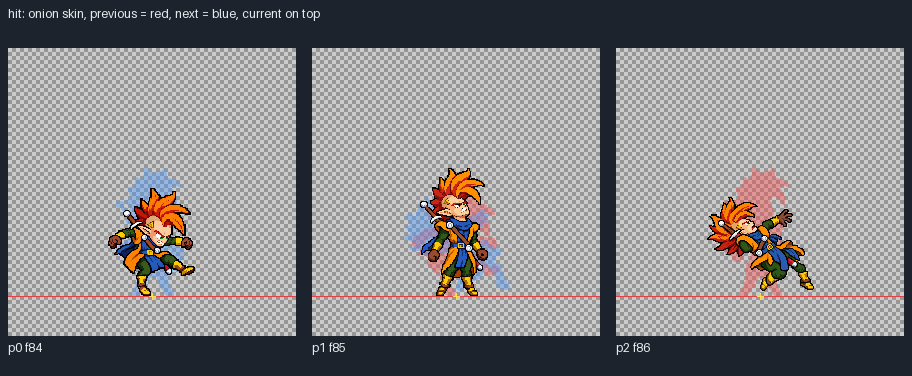 hit: onion skin, previous = red, next = blue, current on top
p0 f84
p1 f85
p2 f86